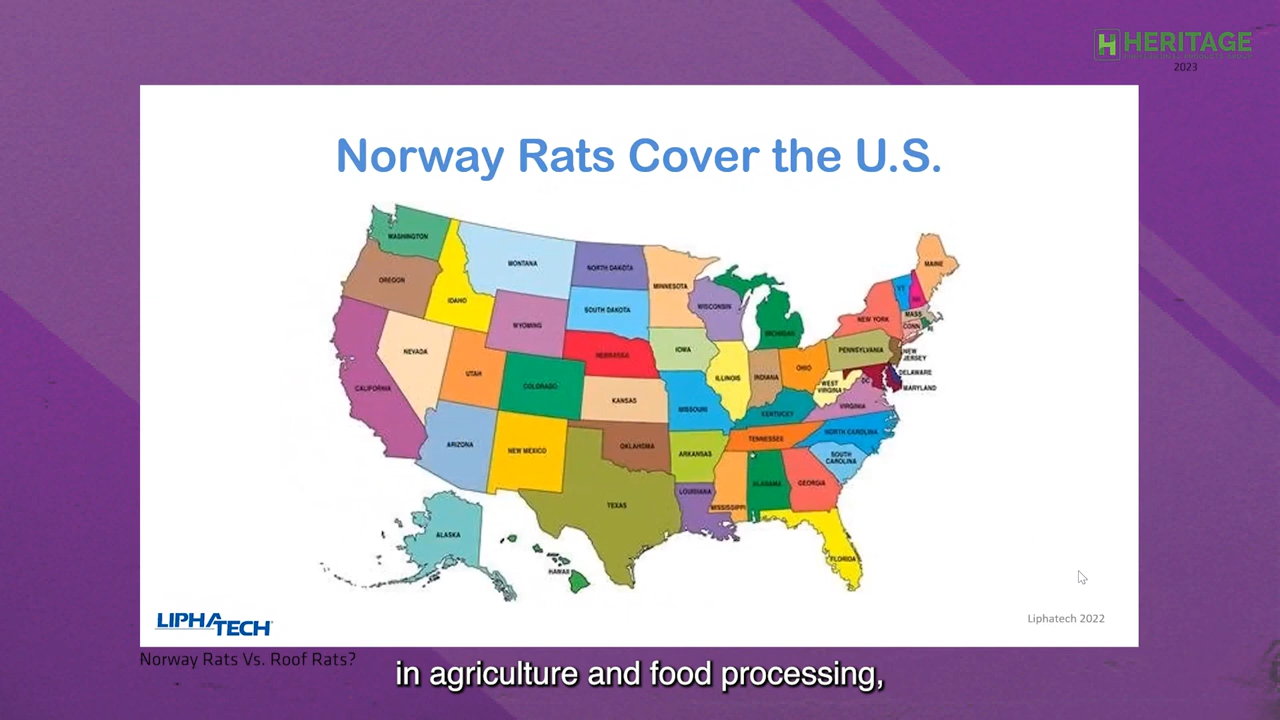 HERITAGE
2023
Norway Rats Cover the U.S.
WASHINGTON
OREGON
IDAHO
MONTANA
NORTH DAKOTA
MINNESOTA
WISCONSIN
MICHIGAN
MAINE
VT
NH
MASS
NEW YORK
CONN
RI
SOUTH DAKOTA
WYOMING
NEVADA
UTAH
COLORADO
NEBRASKA
IOWA
ILLINOIS
INDIANA
OHIO
PENNSYLVANIA
NEW
JERSEY
DELAWARE
MARYLAND
DC
WEST
VIRGINIA
VIRGINIA
CALIFORNIA
KANSAS
MISSOURI
KENTUCKY
ARIZONA
NEW MEXICO
OKLAHOMA
ARKANSAS
TENNESSEE
NORTH CAROLINA
SOUTH
CAROLINA
TEXAS
LOUISIANA
MISSISSIPPI
ALABAMA
GEORGIA
FLORIDA
ALASKA
HAWAII
LIPHATECH
Liphatech 2022
Norway Rats Vs. Roof Rats?
in agriculture and food processing,